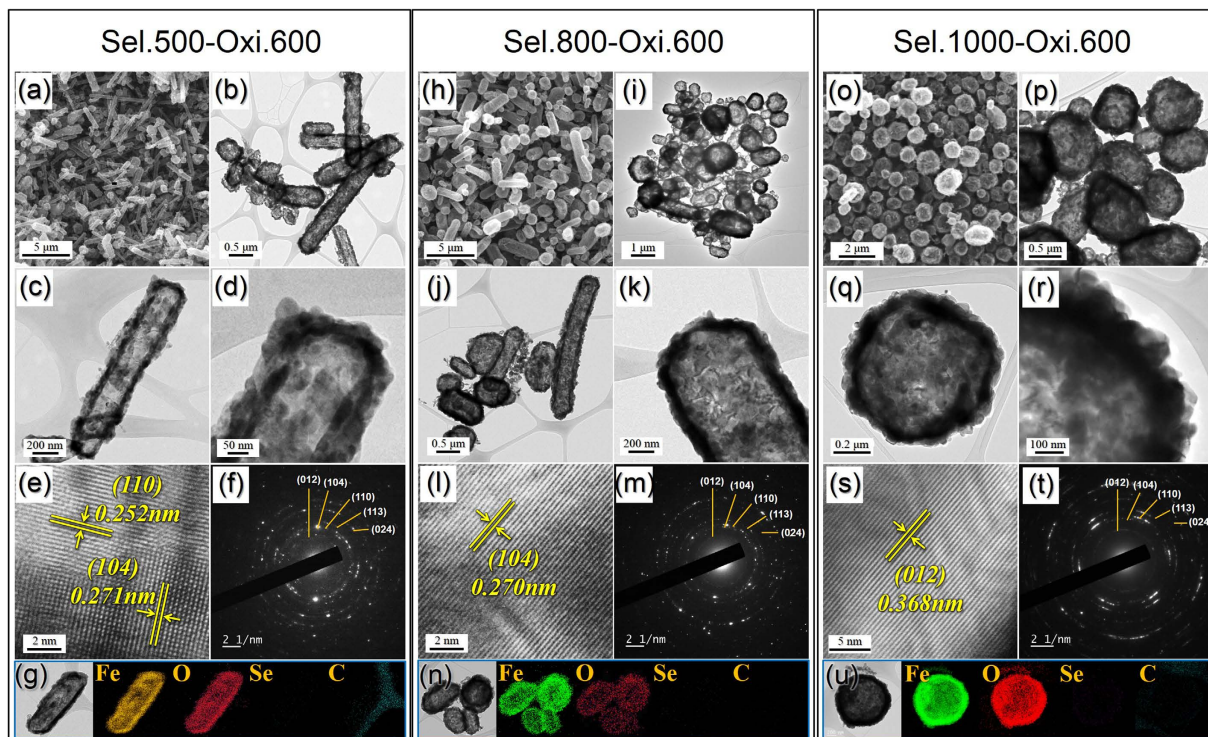 Sel.500-Oxi.600
Sel.800-Oxi.600
Sel.1000-Oxi.600
(a)
5 μm
(b)
0.5 μm
(h)
5 μm
(i)
1 μm
(o)
2 μm
(p)
0.5 μm
(c)
200 nm
(d)
50 nm
(j)
0.5 μm
(k)
200 nm
(q)
0.2 μm
(r)
100 nm
(e)
(110)
0.252nm
(104)
0.271nm
2 nm
(f)
(012)
(104)
(110)
(113)
(024)
2 1/nm
(l)
(104)
0.270nm
2 nm
(m)
(012)
(104)
(110)
(113)
(024)
2 1/nm
(s)
(012)
0.368nm
5 nm
(t)
(012)
(104)
(110)
(113)
(024)
2 1/nm
(g) Fe O Se C
(n) Fe O Se C
(u) Fe O Se C